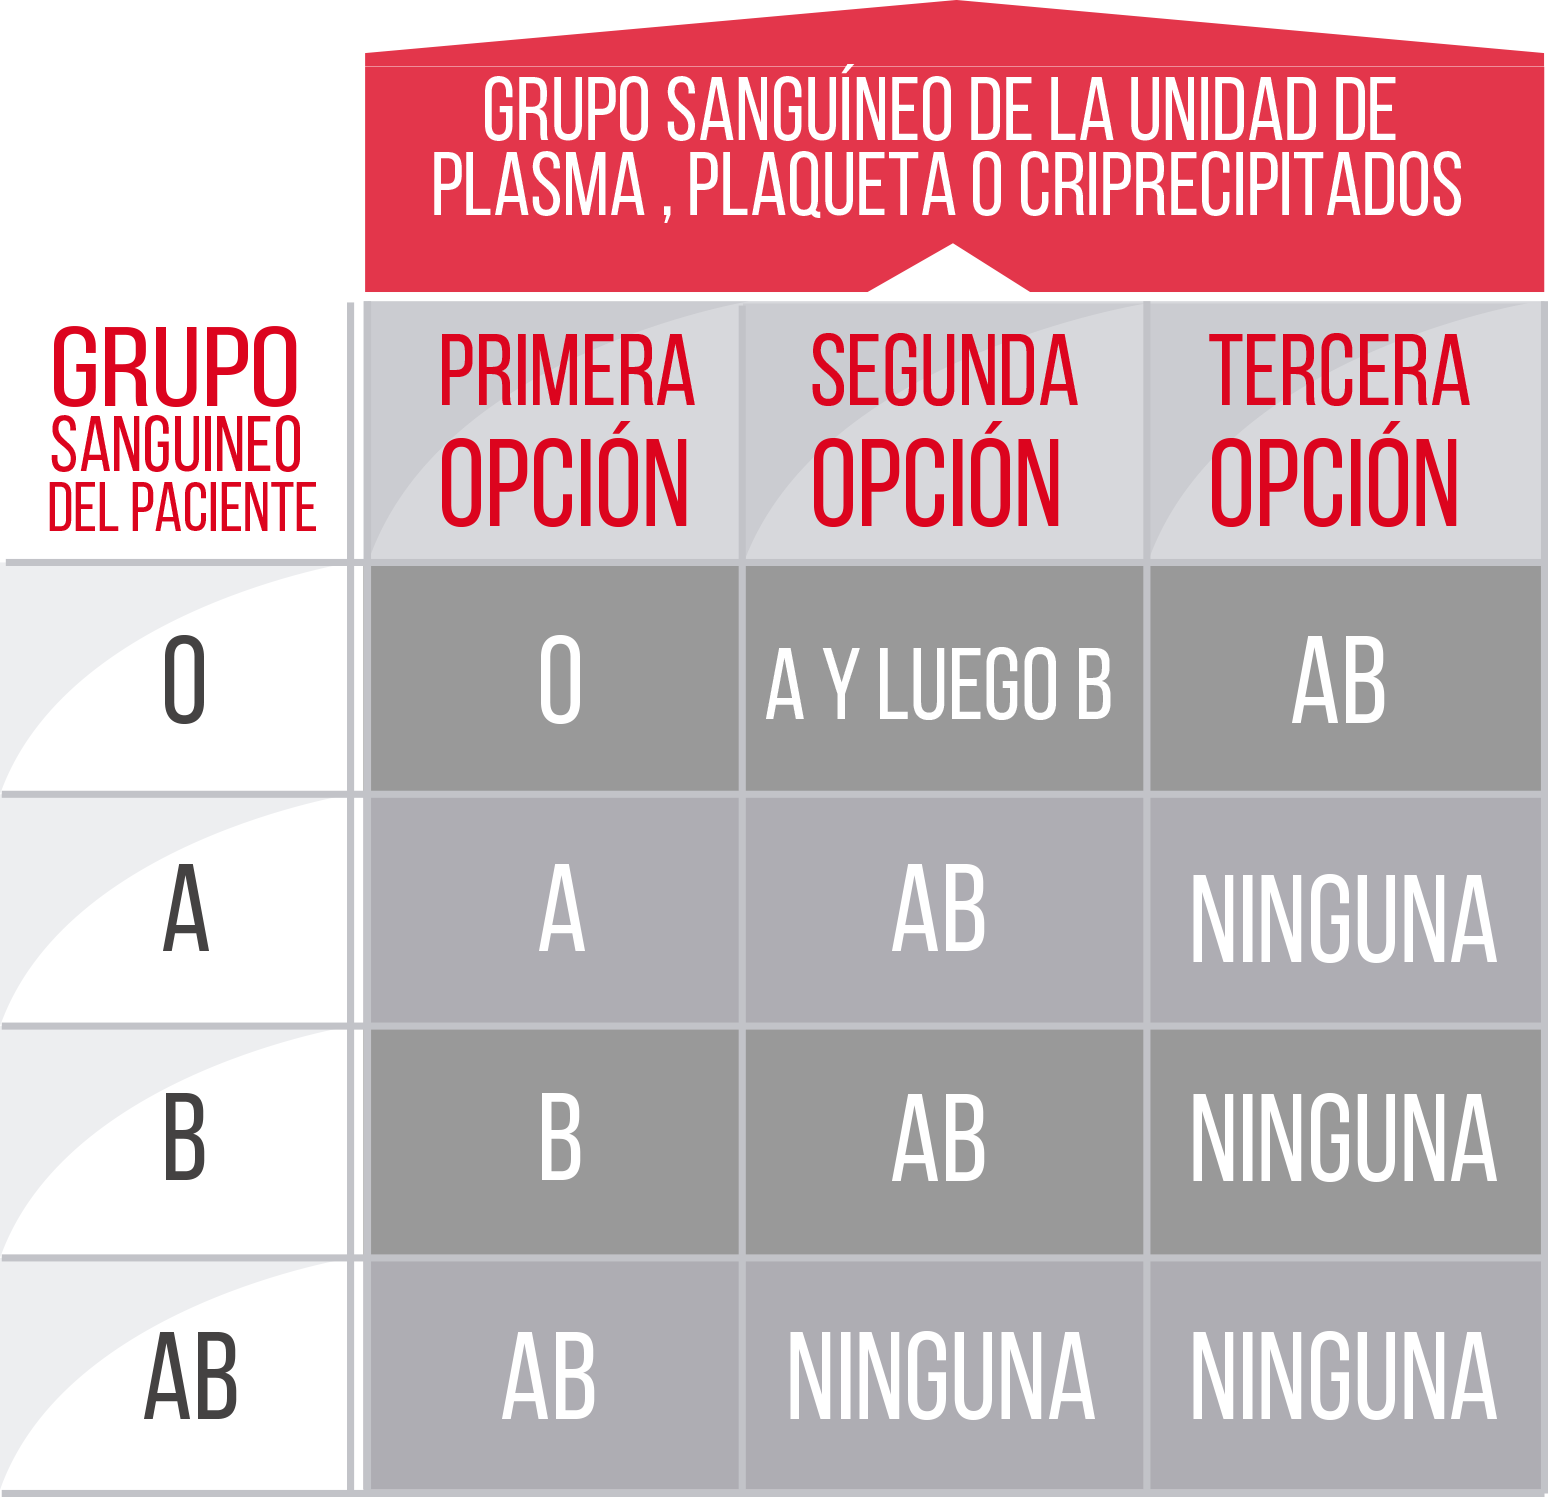 GRUPO SANGUÍNEO DE LA UNIDAD DE
PLASMA , PLAQUETA O CRIPRECIPITADOS
GRUPO
SANGUINEO
DEL PACIENTE
PRIMERA
OPCIÓN
SEGUNDA
OPCIÓN
TERCERA
OPCIÓN
O
O
A Y LUEGO B
AB
A
A
AB
NINGUNA
B
B
AB
NINGUNA
AB
AB
NINGUNA
NINGUNA